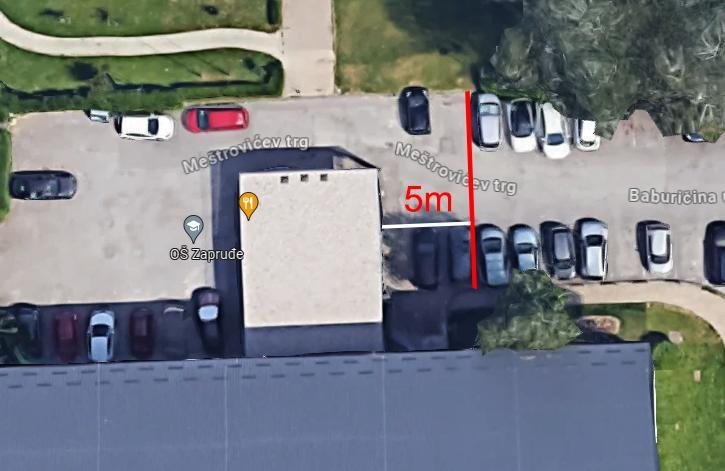 Meštrovićev trg
Meštrovićev trg
5m
Baburičina
OŠ Zapruđe